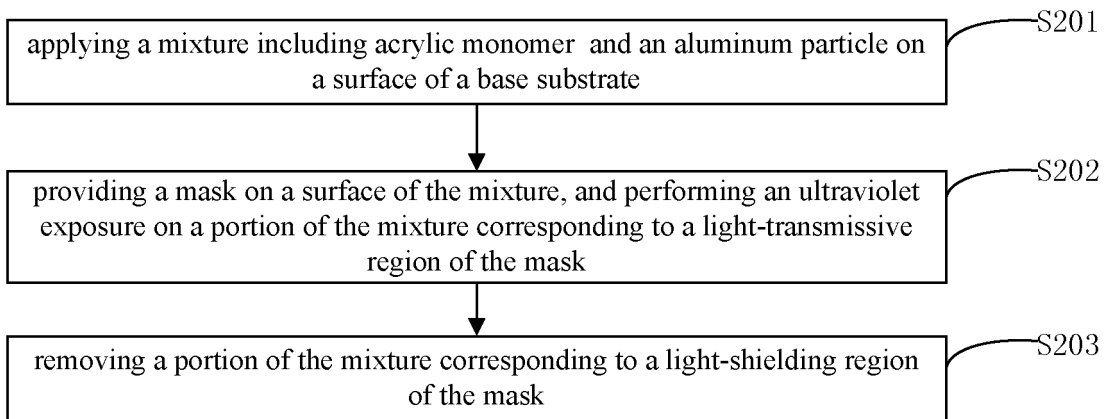 S201
applying a mixture including acrylic monomer and an aluminum particle on
a surface of a base substrate
S202
providing a mask on a surface of the mixture, and performing an ultraviolet
exposure on a portion of the mixture corresponding to a light-transmissive
region of the mask
S203
removing a portion of the mixture corresponding to a light-shielding region
of the mask